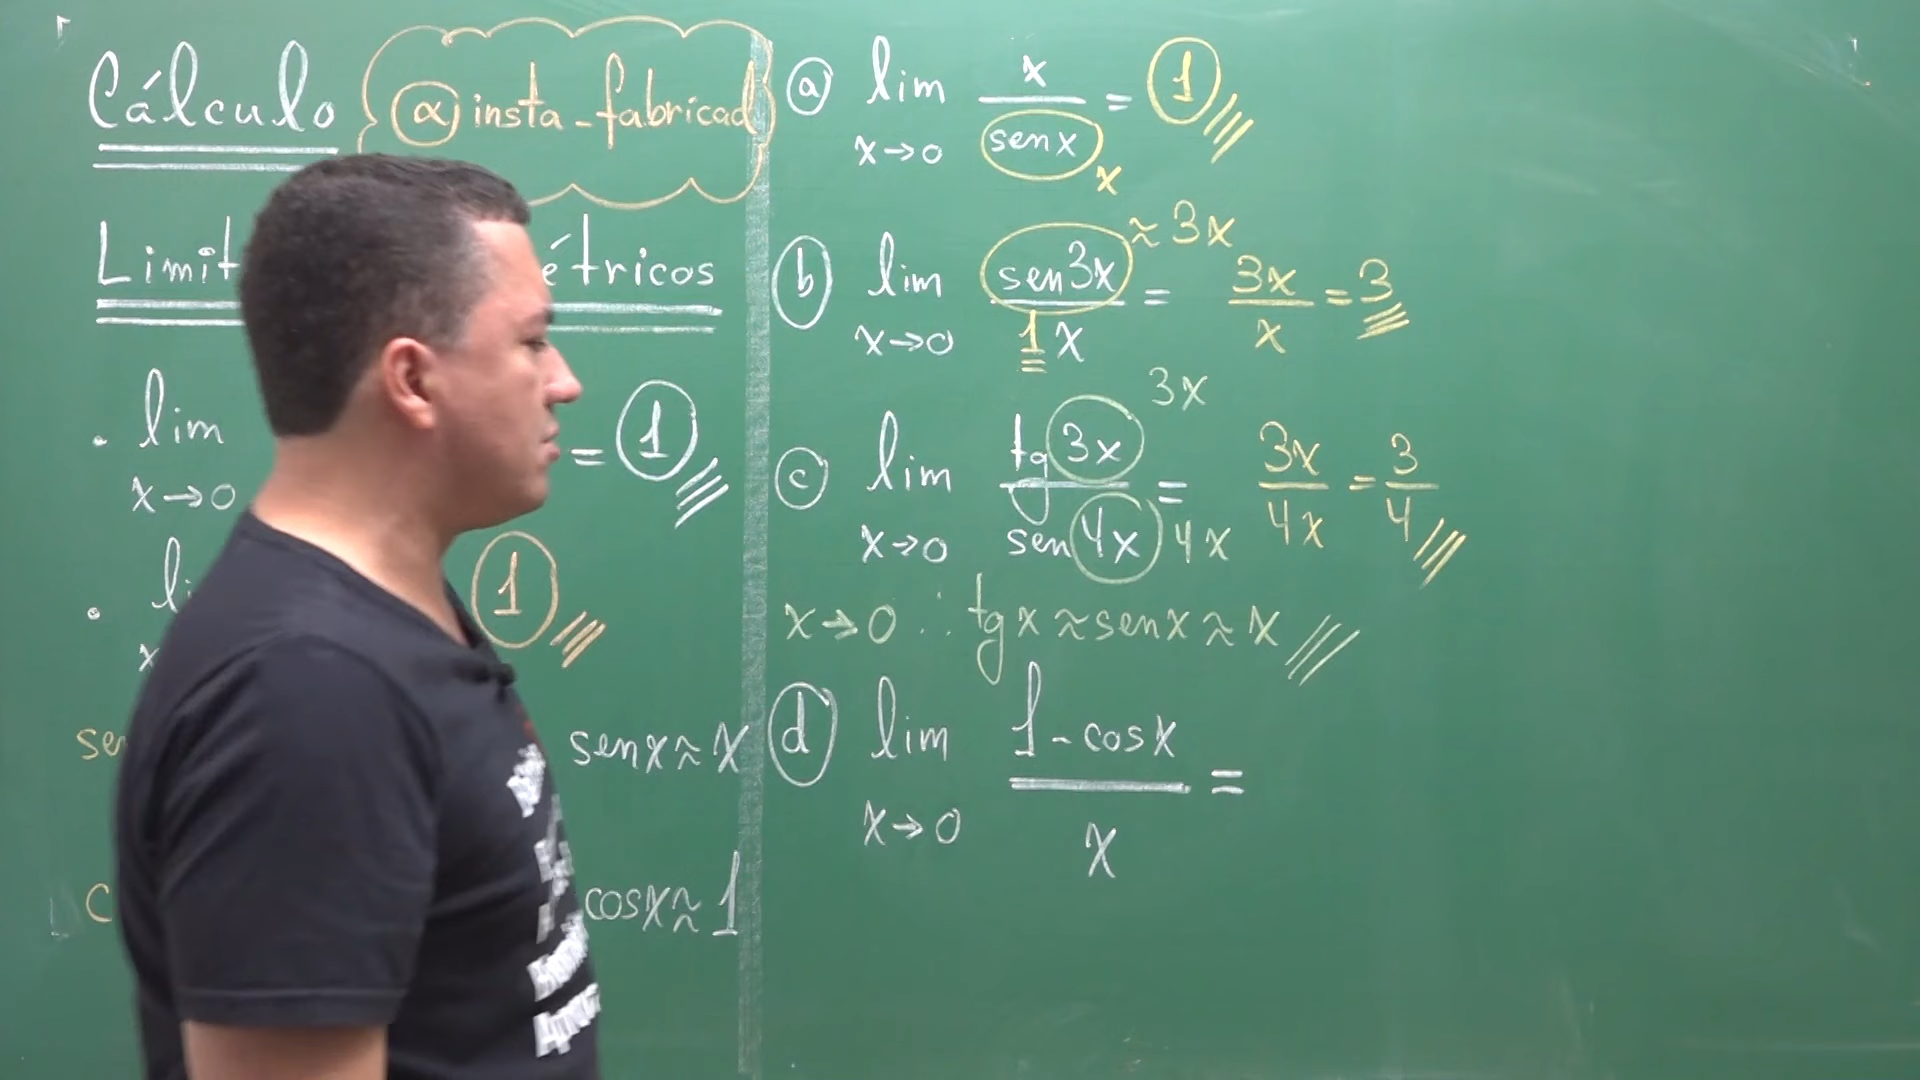 Cálculo
@insta_fabricad
Limit étricos
. lim = 1
x→0
. 1
senx≈x
cosx≈1
a lim x/senx = 1
x→0 x
b lim sen3x/1x = 3x/x = 3
≈3x
x→0
c lim tg3x/sen4x = 3x/4x = 3/4
3x
x→0 4x
x→0 ∴ tgx≈senx≈x
d lim 1-cosx/x =
x→0